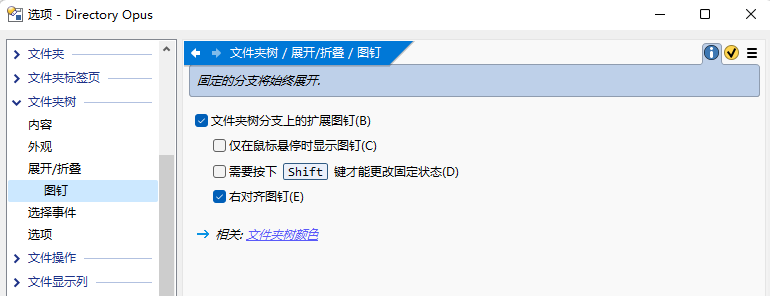 选项 - Directory Opus
文件夹
文件夹标签页
文件夹树
内容
外观
展开/折叠
图钉
选择事件
选项
文件操作
文件显示列
文件夹树 / 展开/折叠 / 图钉
固定的分支将始终展开.
文件夹树分支上的扩展图钉(B)
仅在鼠标悬停时显示图钉(C)
需要按下 Shift 键才能更改固定状态(D)
右对齐图钉(E)
相关: 文件夹树颜色